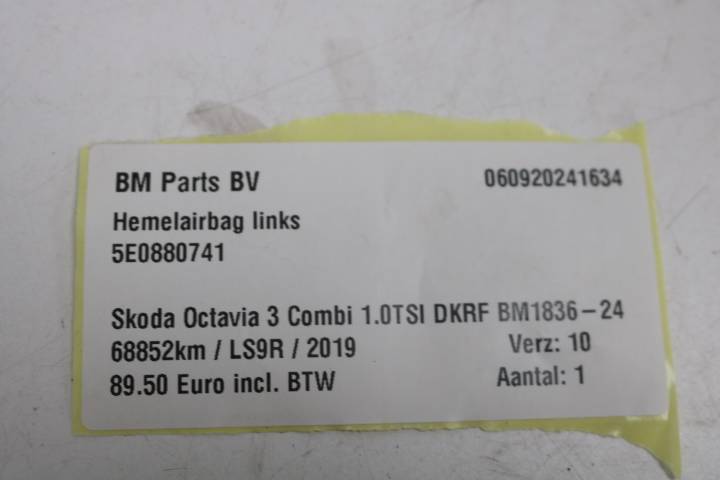 BM Parts BV 060920241634
Hemelairbag links
5E0880741
Skoda Octavia 3 Combi 1.0TSI DKRF BM1836-24
68852km / LS9R / 2019 Verz: 10
89.50 Euro incl. BTW Aantal: 1